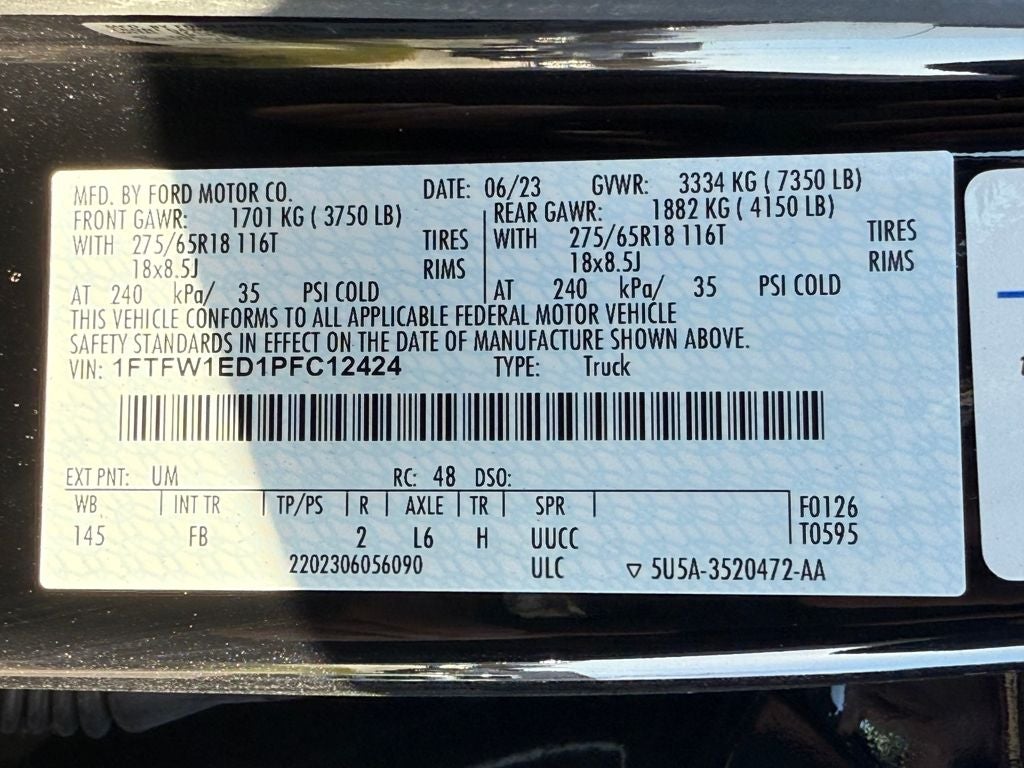 MFD. BY FORD MOTOR CO. DATE: 06/23 GVWR: 3334 KG ( 7350 LB)
FRONT GAWR: 1701 KG ( 3750 LB) REAR GAWR: 1882 KG ( 4150 LB)
WITH 275/65R18 116T TIRES WITH 275/65R18 116T TIRES
18x8.5J RIMS 18x8.5J RIMS
AT 240 kPa/ 35 PSI COLD AT 240 kPa/ 35 PSI COLD
THIS VEHICLE CONFORMS TO ALL APPLICABLE FEDERAL MOTOR VEHICLE
SAFETY STANDARDS IN EFFECT ON THE DATE OF MANUFACTURE SHOWN ABOVE.
VIN: 1FTFW1ED1PFC12424 TYPE: Truck
EXT PNT: UM RC: 48 DSO:
WB INT TR TP/PS R AXLE TR SPR F0126
145 FB 2 L6 H UUCC T0595
2202306056090 ULC ▽ 5U5A-3520472-AA